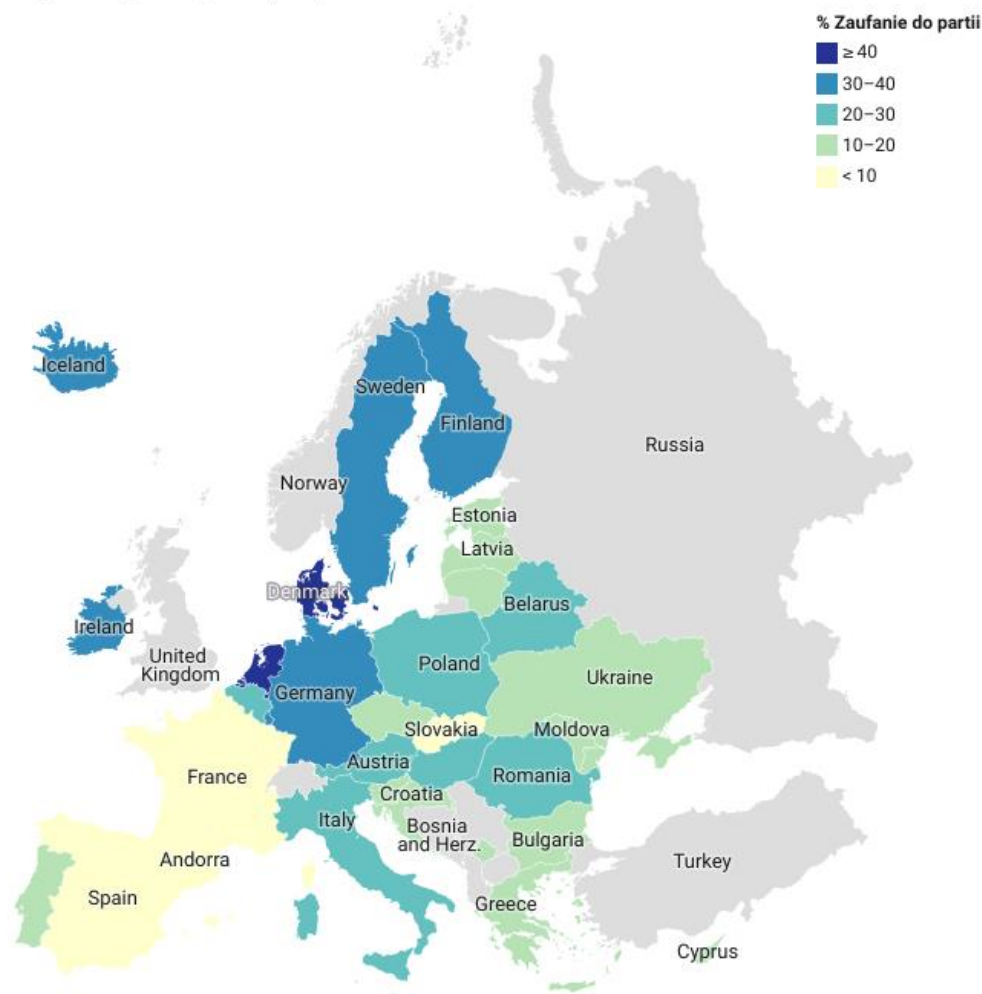 % Zaufanie do partii
≥ 40
30–40
20–30
10–20
< 10
Iceland
Sweden
Finland
Russia
Norway
Estonia
Latvia
Denmark
Belarus
Ireland
United
Kingdom
Poland
Germany
Ukraine
Slovakia
Moldova
France
Austria
Romania
Croatia
Italy
Bosnia
and Herz.
Bulgaria
Andorra
Turkey
Spain
Greece
Cyprus